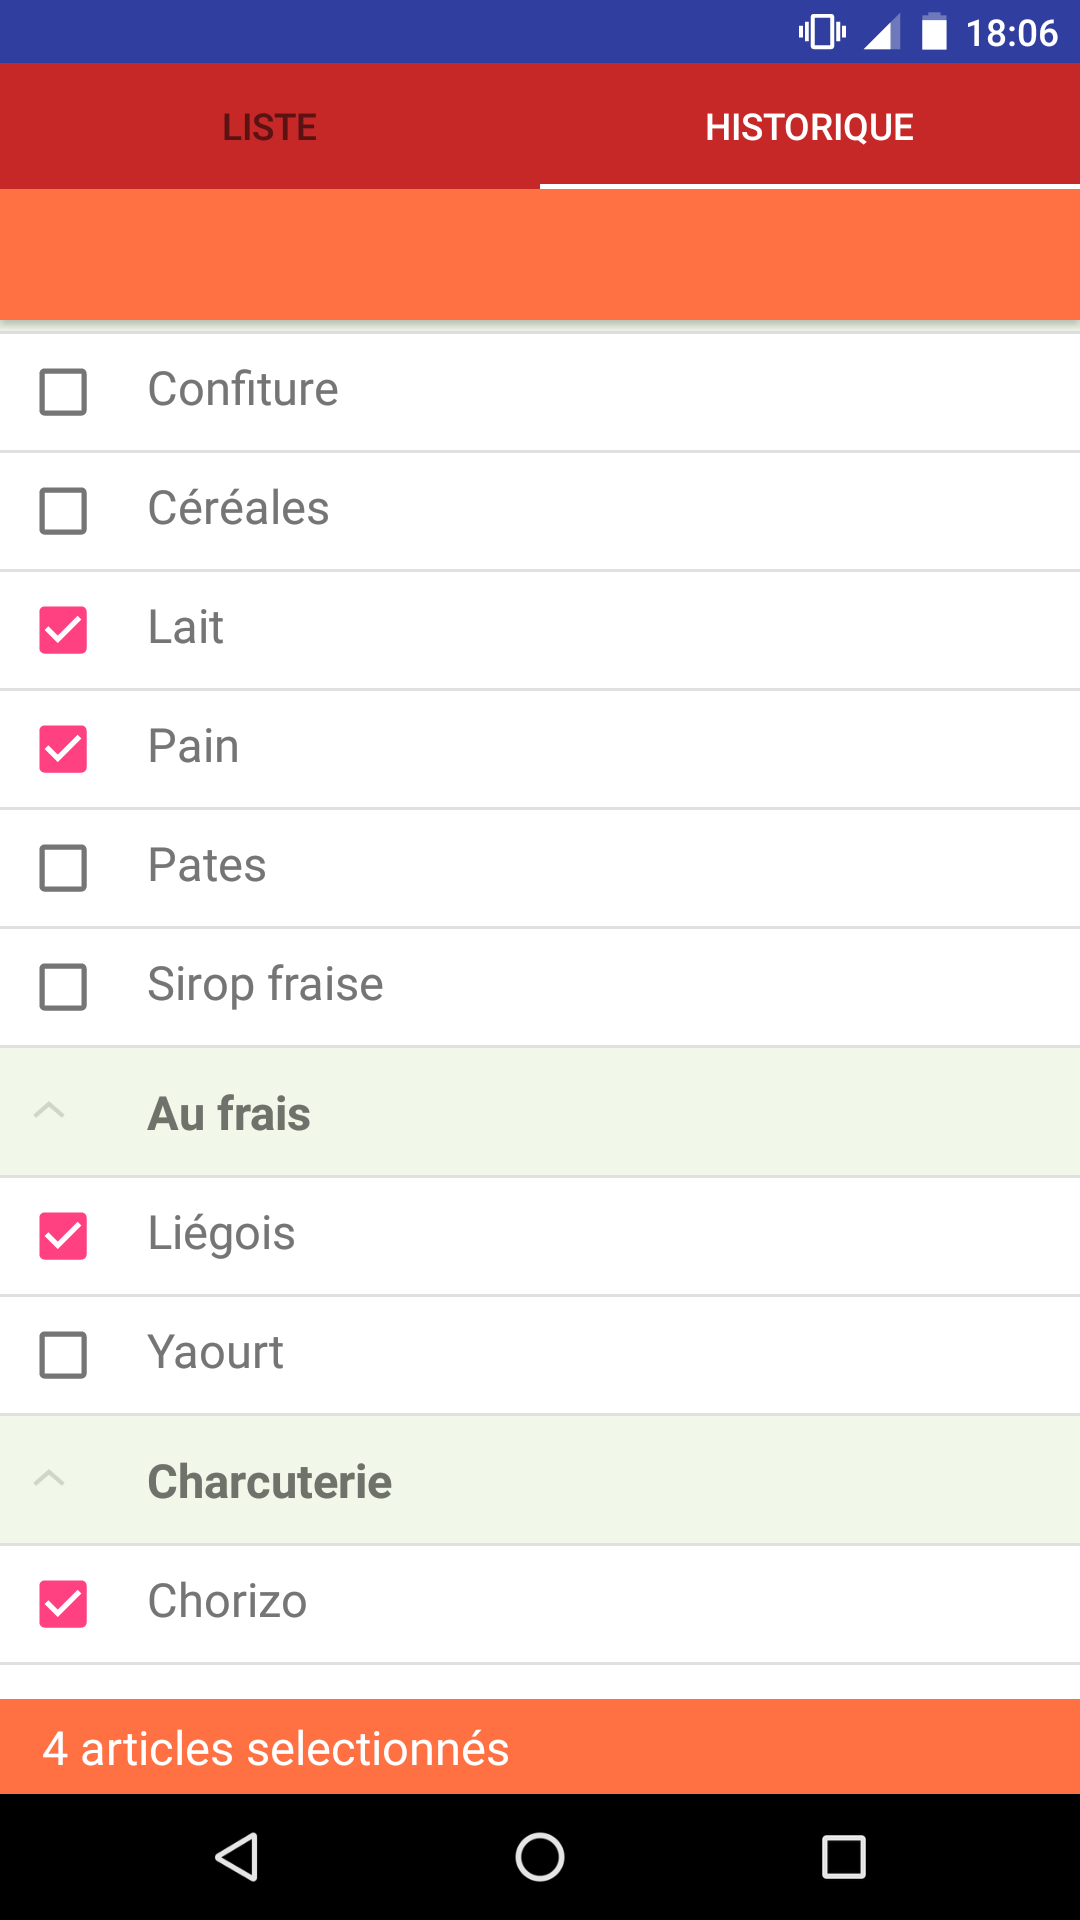 18:06
LISTE
HISTORIQUE
Confiture
Céréales
Lait
Pain
Pates
Sirop fraise
Au frais
Liégois
Yaourt
Charcuterie
Chorizo
4 articles selectionnés